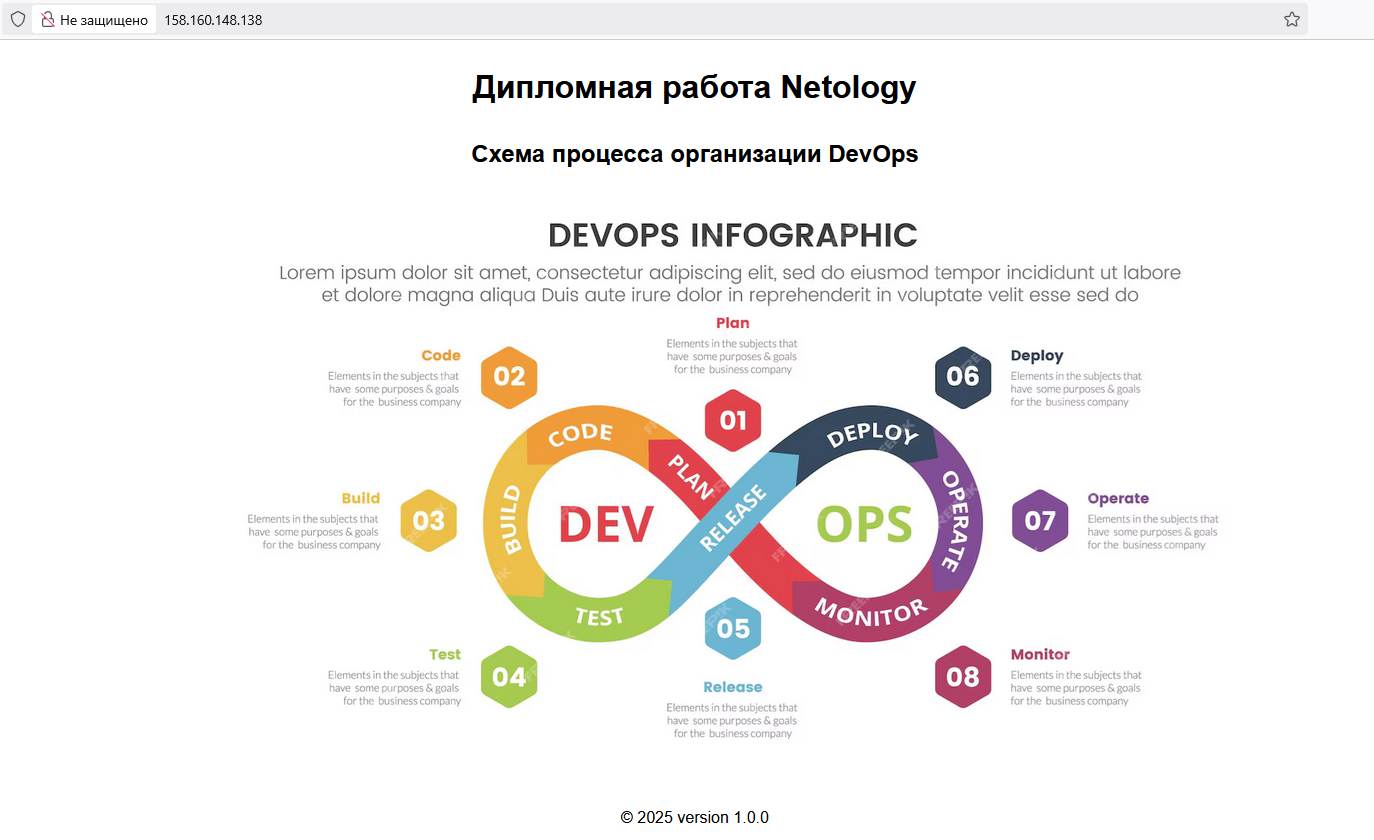 Не защищено 158.160.148.138
Дипломная работа Netology
Схема процесса организации DevOps
DEVOPS INFOGRAPHIC
Lorem ipsum dolor sit amet, consectetur adipiscing elit, sed do eiusmod tempor incididunt ut labore
et dolore magna aliqua Duis aute irure dolor in reprehenderit in voluptate velit esse sed do
Plan
Elements in the subjects that
have some purposes & goals
for the business company
01
Code
Elements in the subjects that
have some purposes & goals
for the business company
02
Deploy
Elements in the subjects that
have some purposes & goals
for the business company
06
CODE
PLAN
DEPLOY
BUILD
DEV
RELEASE
OPS
OPERATE
TEST
MONITOR
Build
Elements in the subjects that
have some purposes & goals
for the business company
03
07
Operate
Elements in the subjects that
have some purposes & goals
for the business company
Test
Elements in the subjects that
have some purposes & goals
for the business company
04
05
Release
Elements in the subjects that
have some purposes & goals
for the business company
08
Monitor
Elements in the subjects that
have some purposes & goals
for the business company
© 2025 version 1.0.0